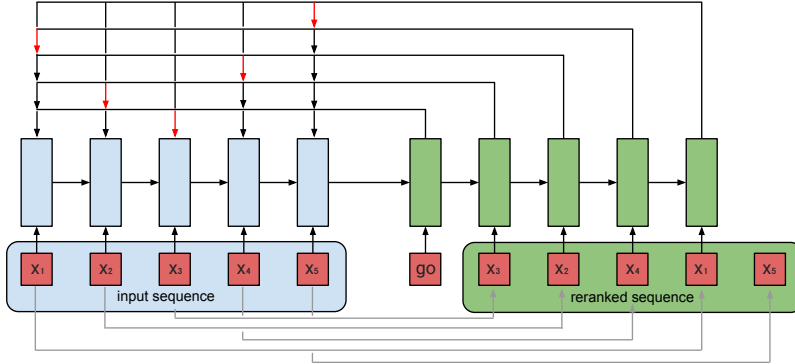 x₁ x₂ x₃ x₄ x₅ go x₃ x₂ x₄ x₁ x₅
input sequence reranked sequence